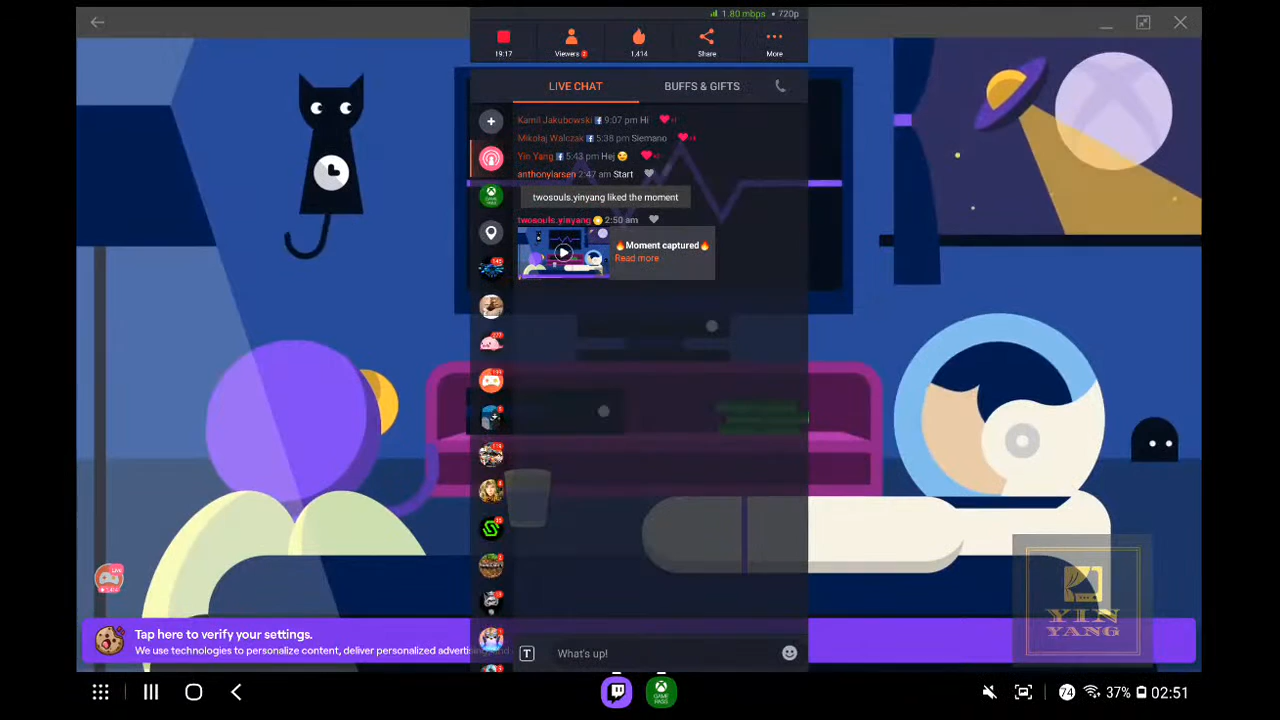 1.80 mbps • 720p
19:17
Viewers 2
1,414
Share
More
LIVE CHAT
BUFFS & GIFTS
Kamil Jakubowski 9:07 pm Hi
Mikołaj Walczak 5:38 pm Siemano
Yin Yang 5:43 pm Hej
anthonylarsen 2:47 am Start
twosouls.yinyang liked the moment
twosouls.yinyang 2:50 am
🔥Moment captured🔥
Read more
Tap here to verify your settings.
We use technologies to personalize content, deliver personalized advertising, and
What's up!
YIN
YANG
74
37%
02:51